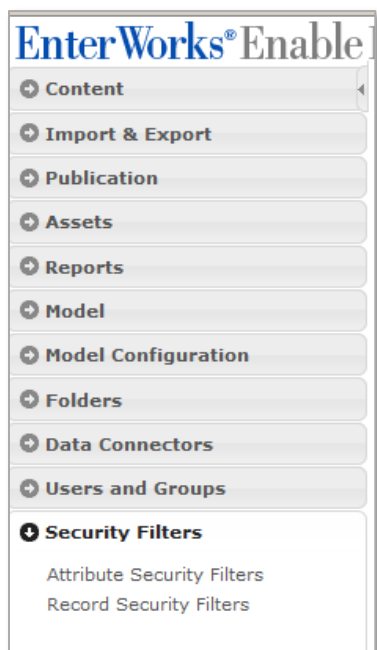 EnterWorks® Enable
Content
Import & Export
Publication
Assets
Reports
Model
Model Configuration
Folders
Data Connectors
Users and Groups
Security Filters
Attribute Security Filters
Record Security Filters